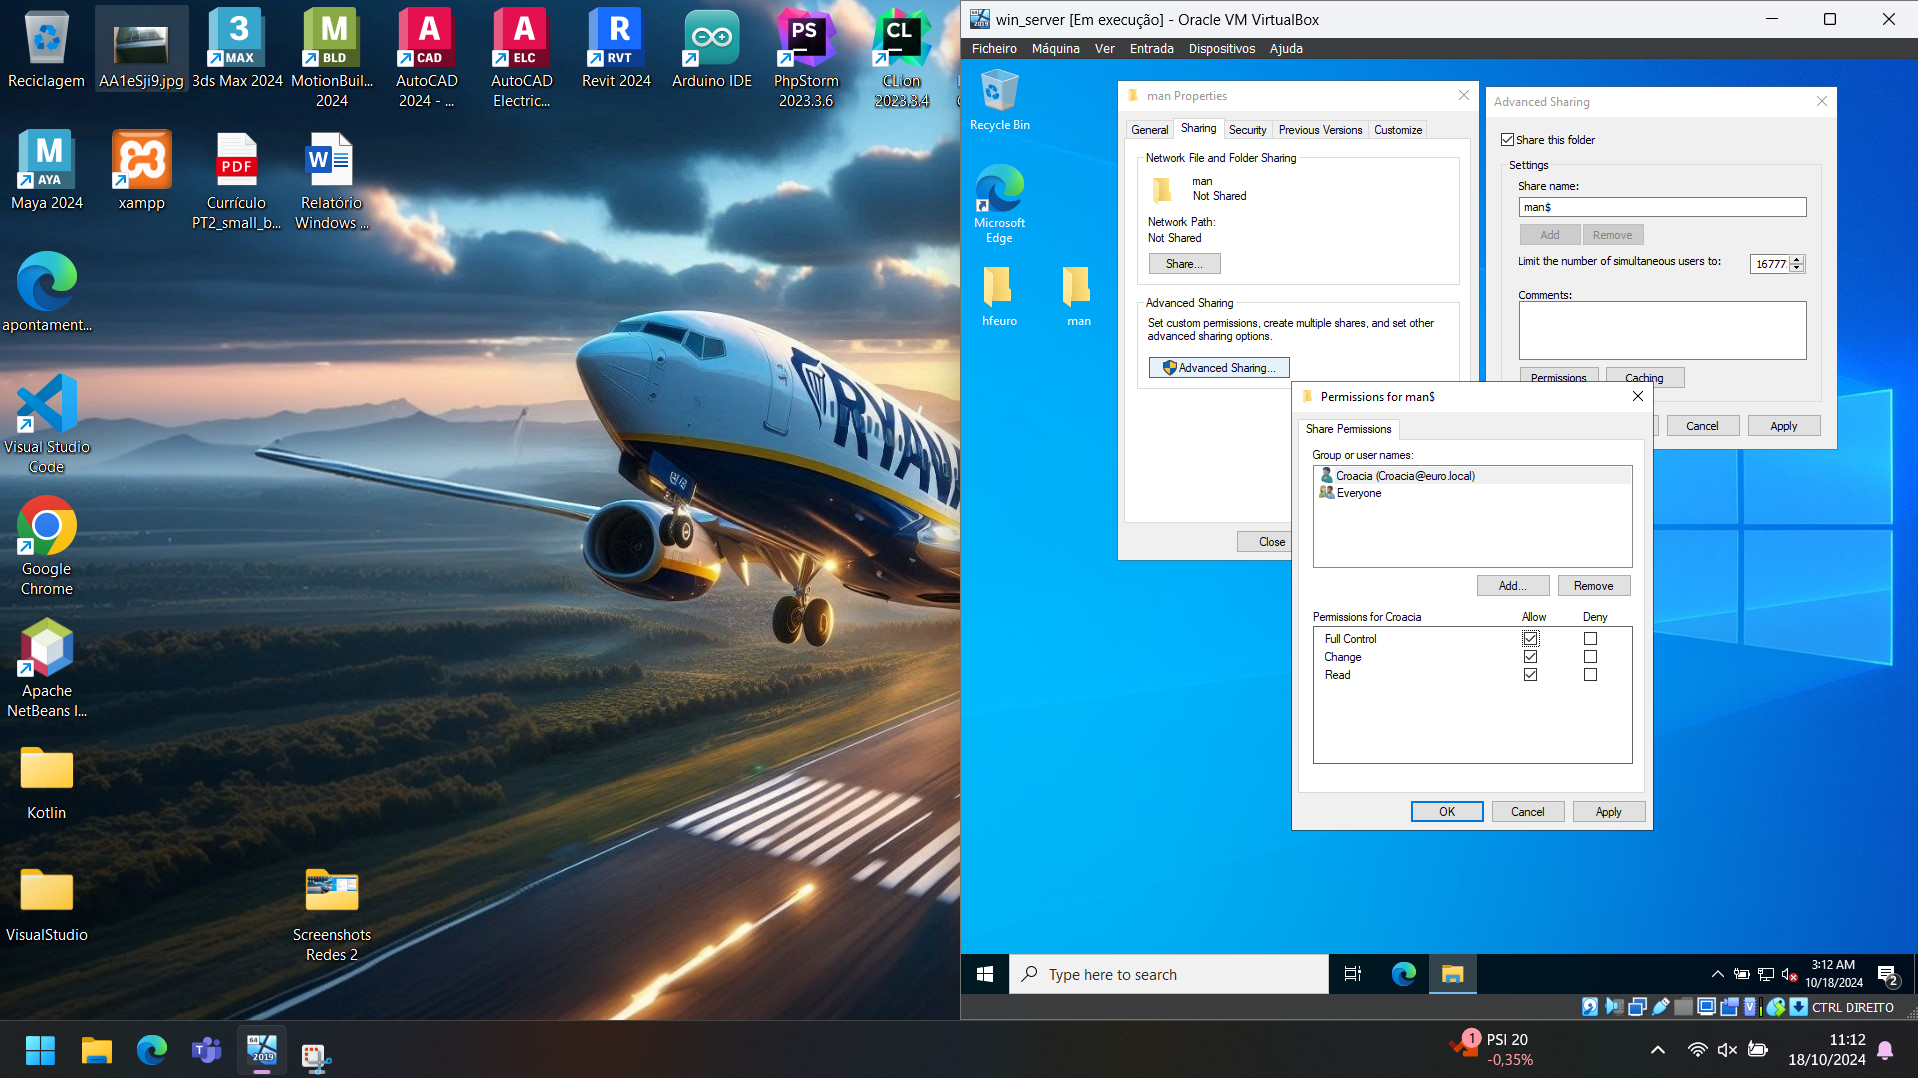 Reciclagem
AA1eSji9.jpg
3ds Max 2024
MotionBuil...
2024
AutoCAD
2024 - ...
AutoCAD
Electric...
Revit 2024
Arduino IDE
PhpStorm
2023.3.6
CLion
2023.3.4
3
MAX
M
BLD
A
CAD
A
ELC
R
RVT
PS
CL
M
AYA
Maya 2024
xampp
PDF
Currículo
PT2_small_b...
W
Relatório
Windows ...
apontament...
Visual Studio
Code
Google
Chrome
Apache
NetBeans I...
Kotlin
VisualStudio
Screenshots
Redes 2
RYAN
win_server [Em execução] - Oracle VM VirtualBox
Ficheiro Máquina Ver Entrada Dispositivos Ajuda
Recycle Bin
Microsoft
Edge
hfeuro
man
man Properties
General Sharing Security Previous Versions Customize
Network File and Folder Sharing
man
Not Shared
Network Path:
Not Shared
Share...
Advanced Sharing
Set custom permissions, create multiple shares, and set other
advanced sharing options.
Advanced Sharing...
Close
Advanced Sharing
Share this folder
Settings
Share name:
man$
Add Remove
Limit the number of simultaneous users to: 16777
Comments:
Permissions Caching
Cancel Apply
Permissions for man$
Share Permissions
Group or user names:
Croacia (Croacia@euro.local)
Everyone
Add... Remove
Permissions for Croacia Allow Deny
Full Control
Change
Read
OK Cancel Apply
Type here to search
3:12 AM
10/18/2024
2
CTRL DIREITO
64
2019
1
PSI 20
-0,35%
11:12
18/10/2024